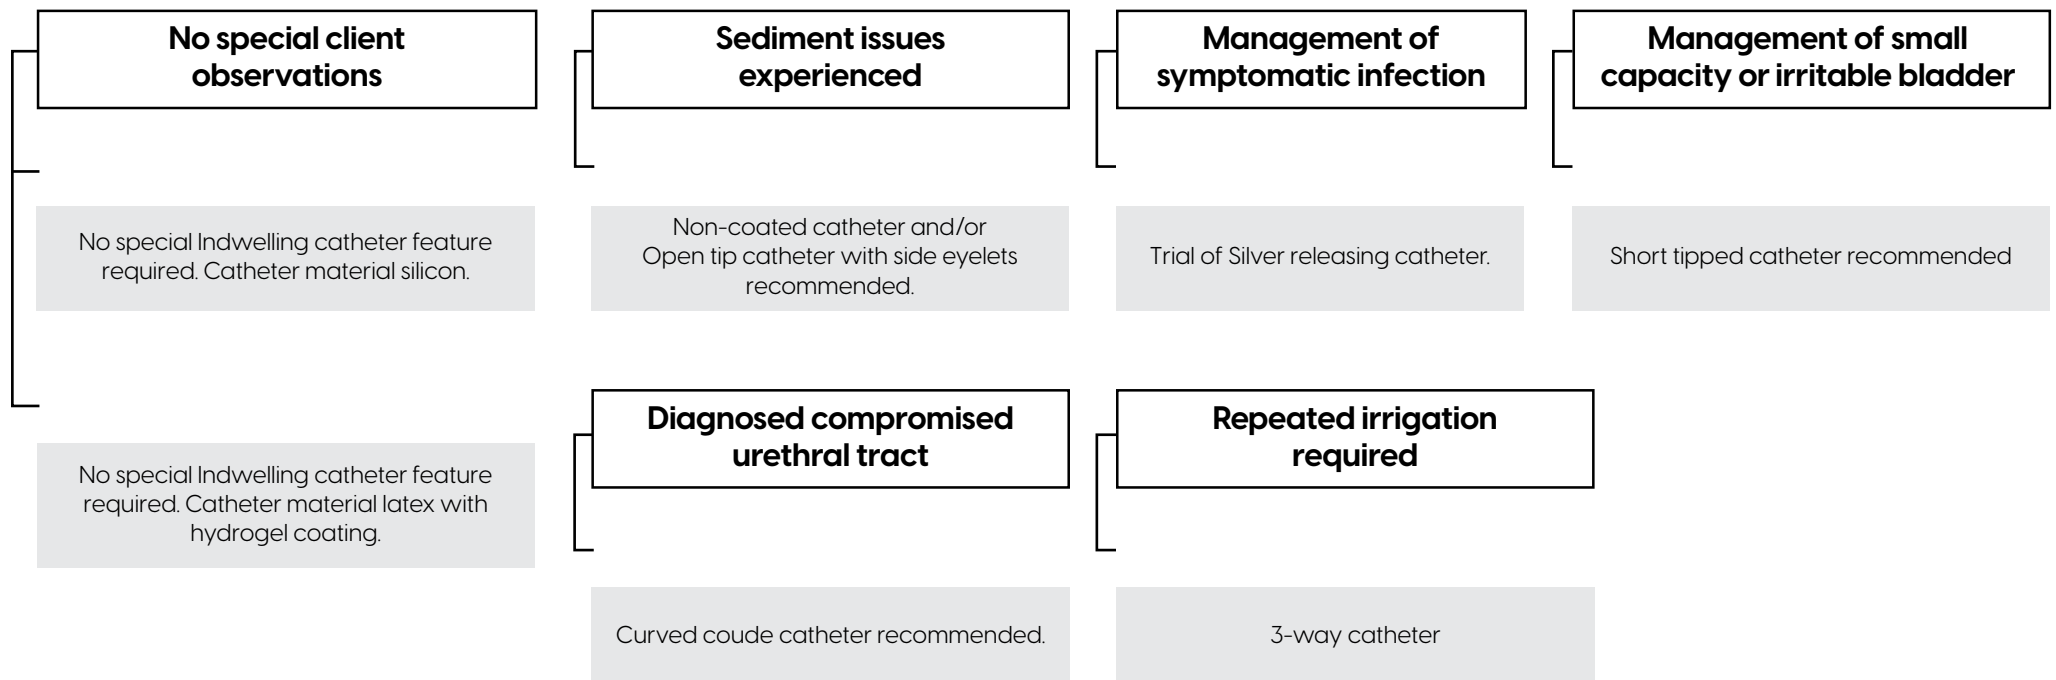 No special client
observations
No special Indwelling catheter feature
required. Catheter material silicon.
No special Indwelling catheter feature
required. Catheter material latex with
hydrogel coating.
Sediment issues
experienced
Non-coated catheter and/or
Open tip catheter with side eyelets
recommended.
Management of
symptomatic infection
Trial of Silver releasing catheter.
Management of small
capacity or irritable bladder
Short tipped catheter recommended
Diagnosed compromised
urethral tract
Curved coude catheter recommended.
Repeated irrigation
required
3-way catheter